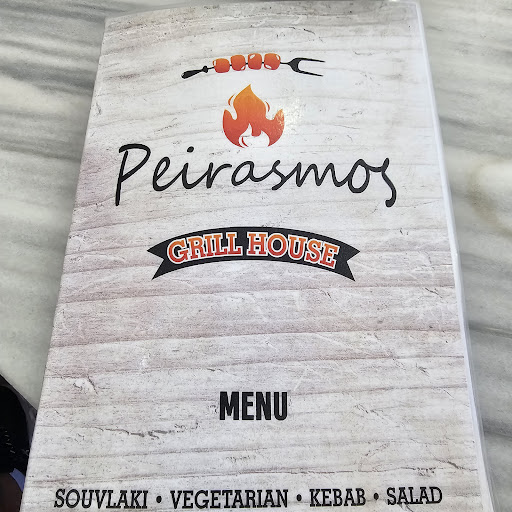 Peirasmos
GRILL HOUSE
MENU
SOUVLAKI • VEGETARIAN • KEBAB • SALAD